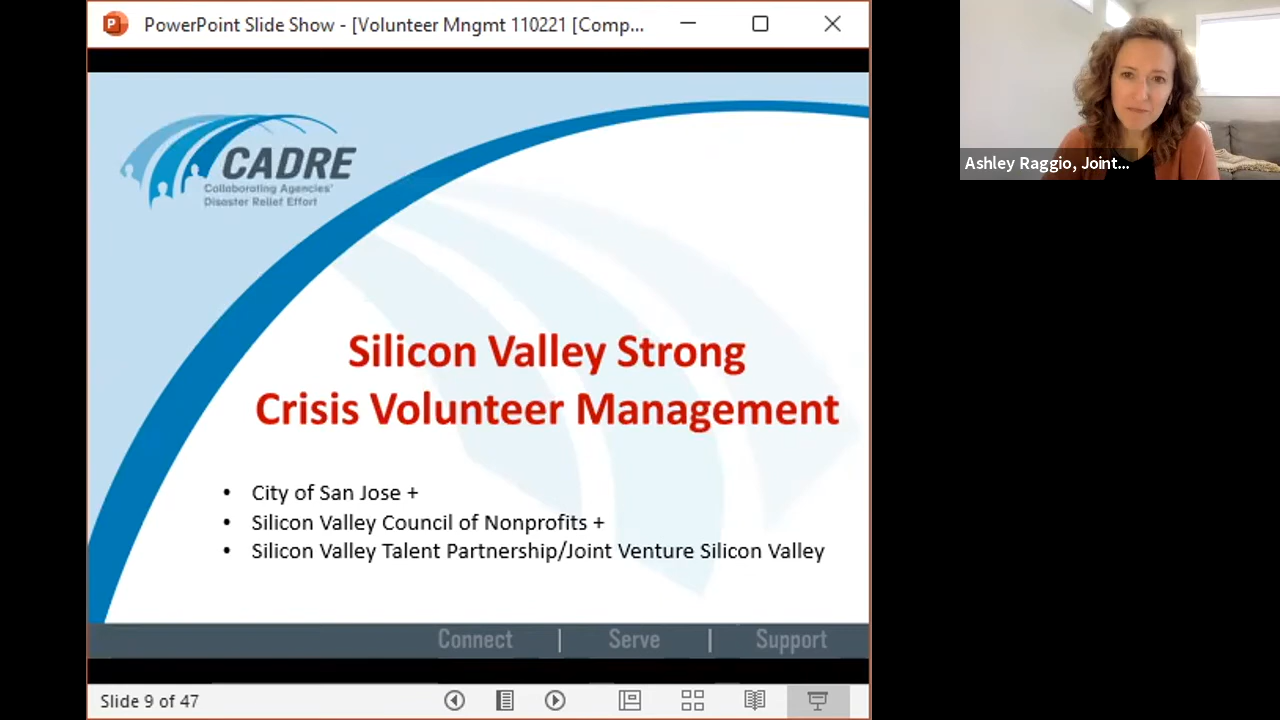 PowerPoint Slide Show - [Volunteer Mngmt 110221 [Comp...
CADRE
Collaborating Agencies'
Disaster Relief Effort
Silicon Valley Strong
Crisis Volunteer Management
• City of San Jose +
• Silicon Valley Council of Nonprofits +
• Silicon Valley Talent Partnership/Joint Venture Silicon Valley
Connect | Serve | Support
Slide 9 of 47
Ashley Raggio, Joint...